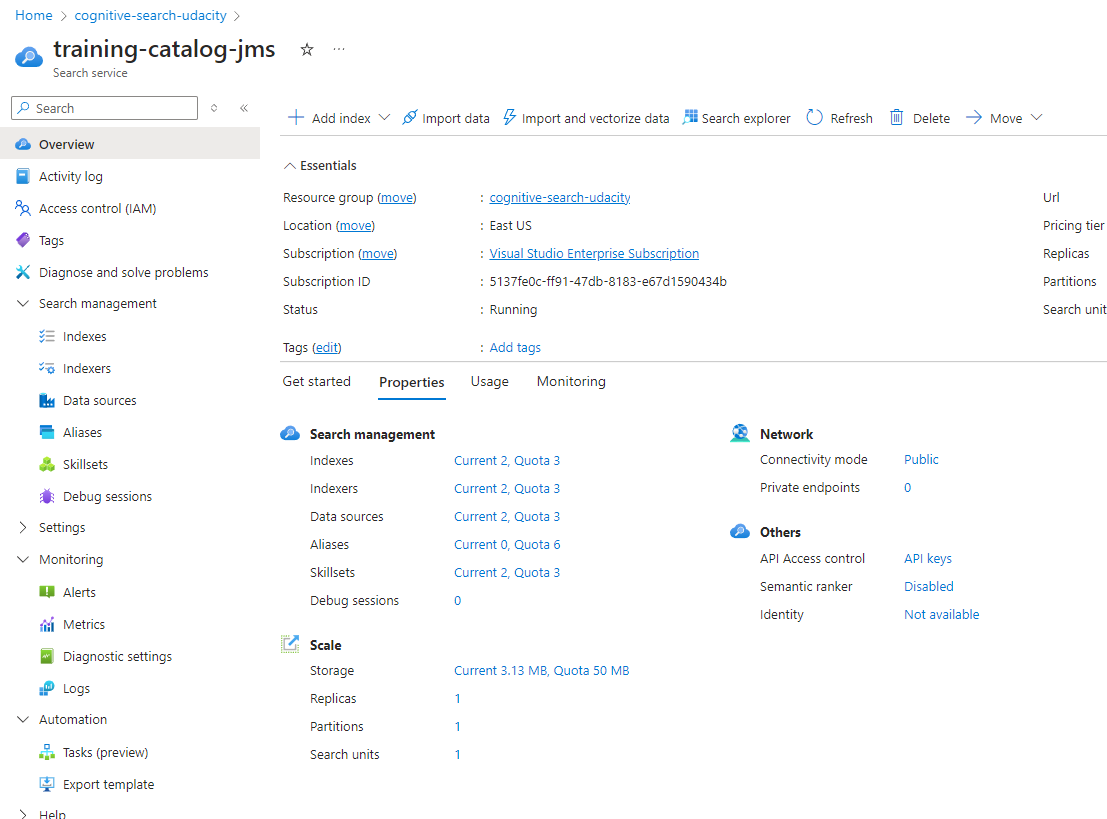 Home > cognitive-search-udacity >
training-catalog-jms
Search service
Search
Overview
Activity log
Access control (IAM)
Tags
Diagnose and solve problems
Search management
Indexes
Indexers
Data sources
Aliases
Skillsets
Debug sessions
Settings
Monitoring
Alerts
Metrics
Diagnostic settings
Logs
Automation
Tasks (preview)
Export template
Help
Add index Import data Import and vectorize data Search explorer Refresh Delete Move
Essentials
Resource group (move) : cognitive-search-udacity Url
Location (move) : East US Pricing tier
Subscription (move) : Visual Studio Enterprise Subscription Replicas
Subscription ID : 5137fe0c-ff91-47db-8183-e67d1590434b Partitions
Status : Running Search unit
Tags (edit) : Add tags
Get started Properties Usage Monitoring
Search management
Indexes Current 2, Quota 3
Indexers Current 2, Quota 3
Data sources Current 2, Quota 3
Aliases Current 0, Quota 6
Skillsets Current 2, Quota 3
Debug sessions 0
Scale
Storage Current 3.13 MB, Quota 50 MB
Replicas 1
Partitions 1
Search units 1
Network
Connectivity mode Public
Private endpoints 0
Others
API Access control API keys
Semantic ranker Disabled
Identity Not available